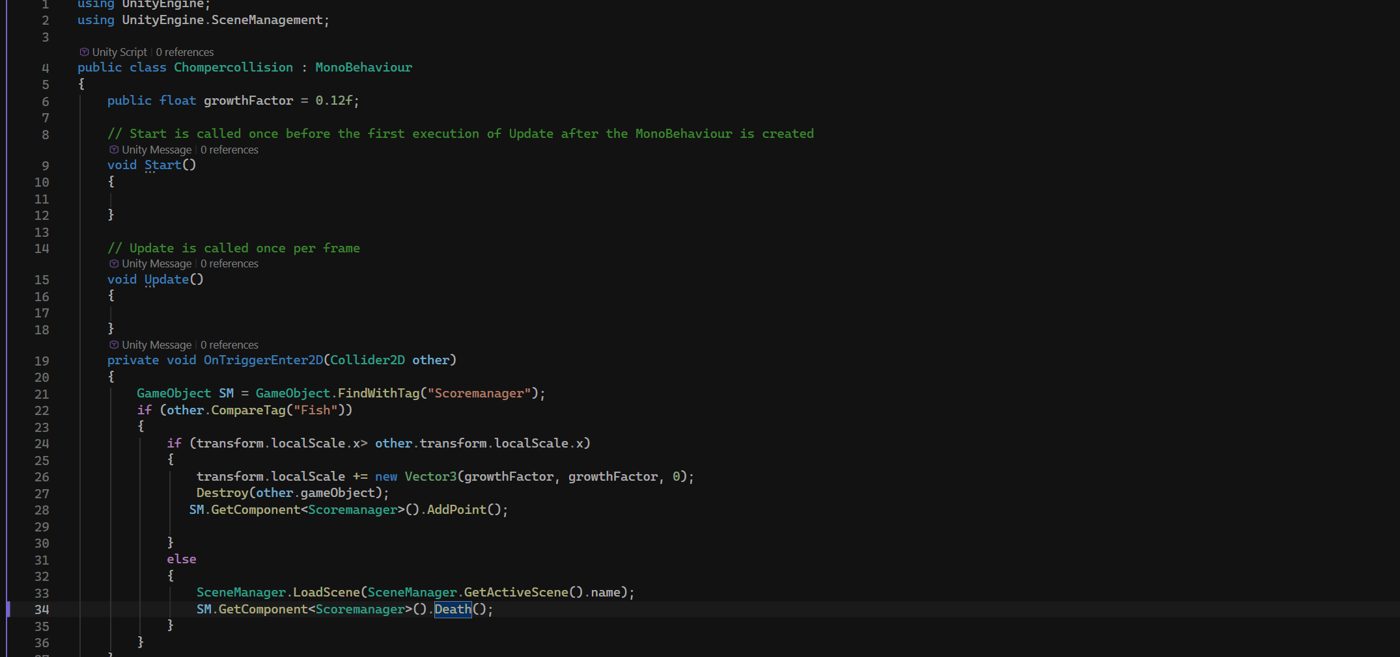 1 using UnityEngine;
2 using UnityEngine.SceneManagement;
3
Unity Script | 0 references
4 public class Chompercollision : MonoBehaviour
5 {
6 public float growthFactor = 0.12f;
7
8 // Start is called once before the first execution of Update after the MonoBehaviour is created
Unity Message | 0 references
9 void Start()
10 {
11
12 }
13
14 // Update is called once per frame
Unity Message | 0 references
15 void Update()
16 {
17
18 }
Unity Message | 0 references
19 private void OnTriggerEnter2D(Collider2D other)
20 {
21 GameObject SM = GameObject.FindWithTag("Scoremanager");
22 if (other.CompareTag("Fish"))
23 {
24 if (transform.localScale.x> other.transform.localScale.x)
25 {
26 transform.localScale += new Vector3(growthFactor, growthFactor, 0);
27 Destroy(other.gameObject);
28 SM.GetComponent<Scoremanager>().AddPoint();
29
30 }
31 else
32 {
33 SceneManager.LoadScene(SceneManager.GetActiveScene().name);
34 SM.GetComponent<Scoremanager>().Death();
35 }
36 }